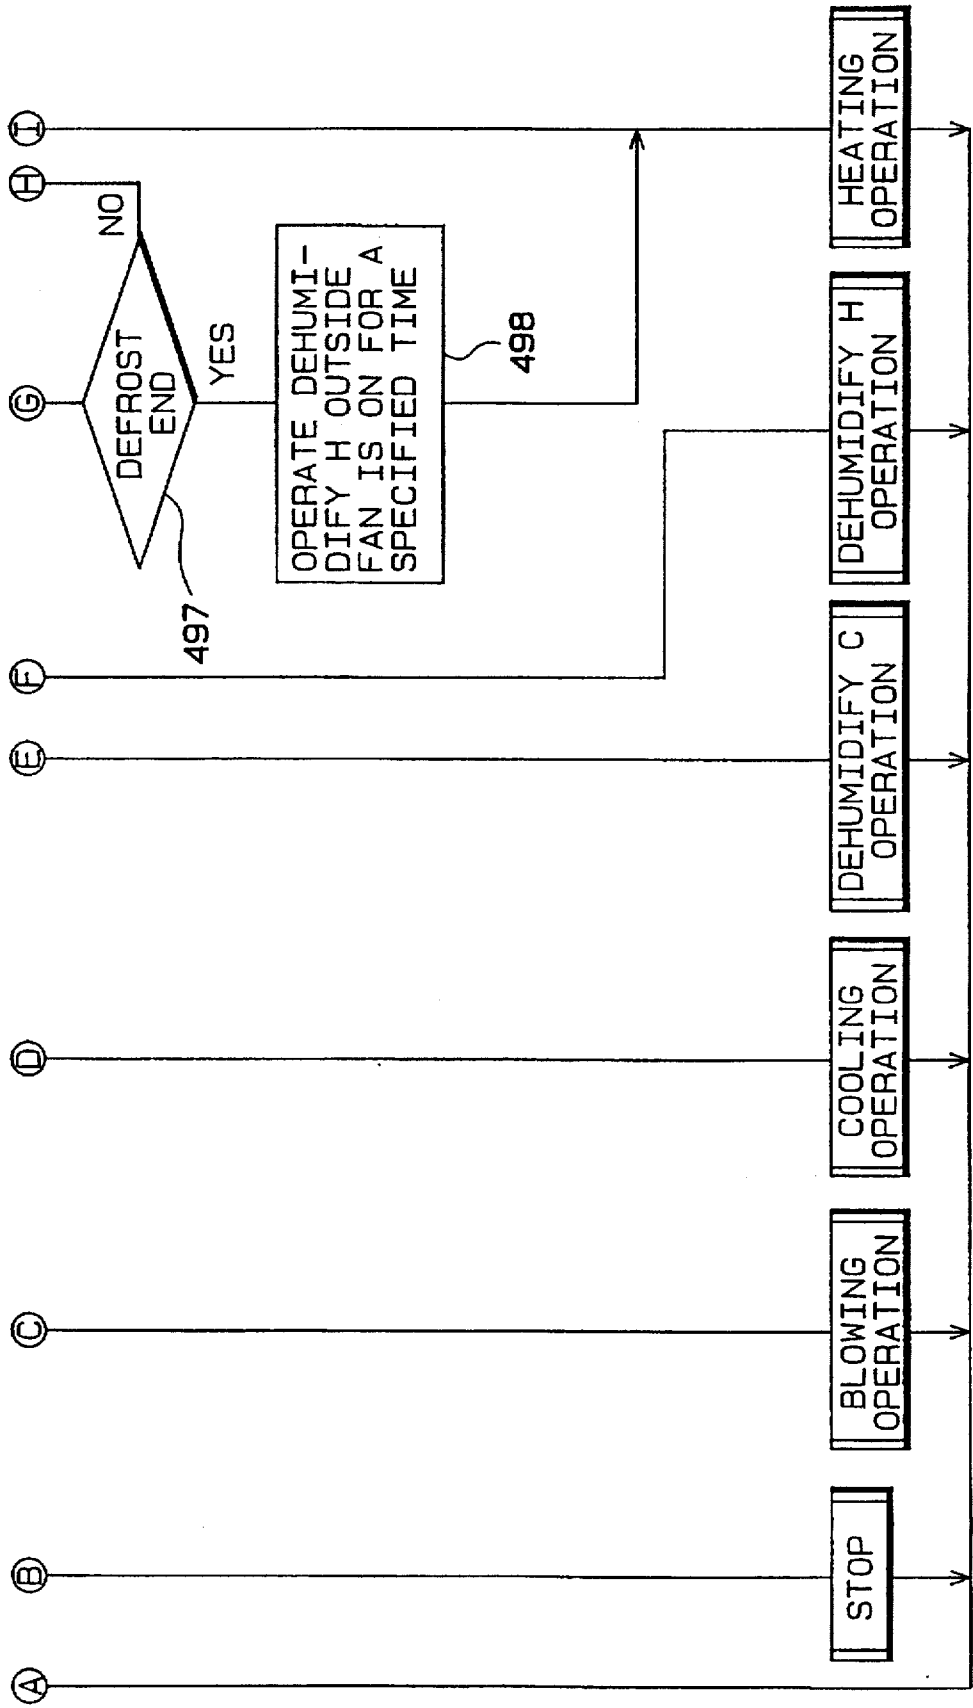 A
B
C
D
E
F
G
H
I
DEFROST
END
NO
YES
497
OPERATE DEHUMI-
DIFY H OUTSIDE
FAN IS ON FOR A
SPECIFIED TIME
498
STOP
BLOWING
OPERATION
COOLING
OPERATION
DEHUMIDIFY C
OPERATION
DEHUMIDIFY H
OPERATION
HEATING
OPERATION